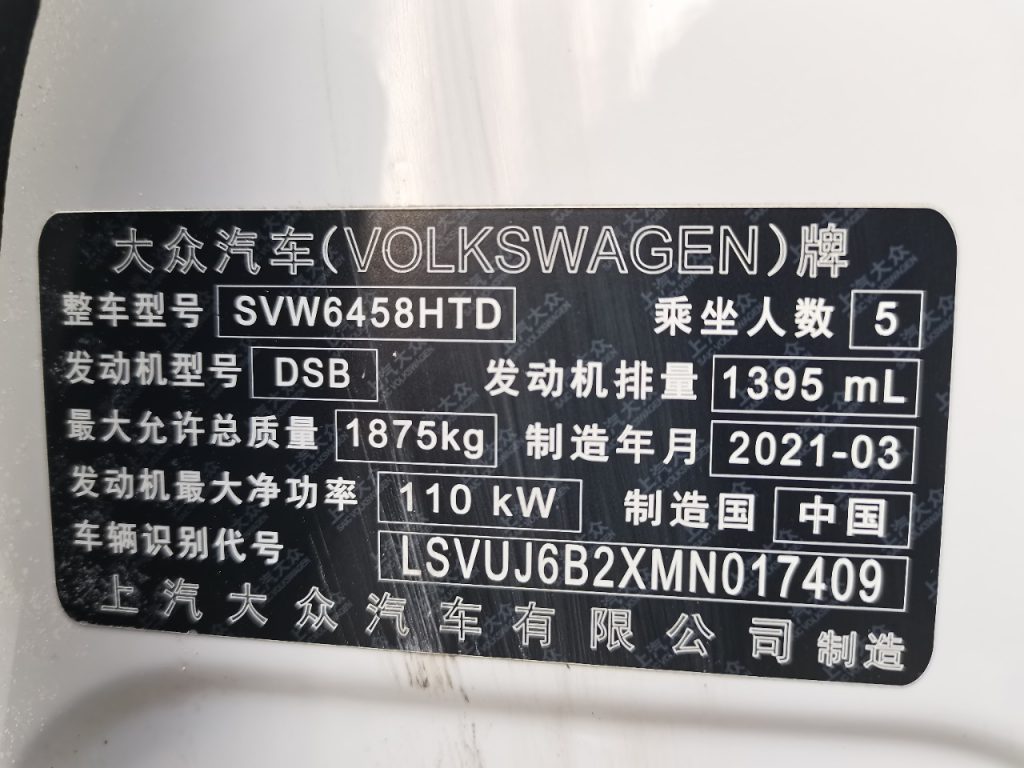 大众汽车(VOLKSWAGEN)牌
整车型号 SVW6458HTD 乘坐人数 5
发动机型号 DSB 发动机排量 1395 mL
最大允许总质量 1875kg 制造年月 2021-03
发动机最大净功率 110 kW 制造国 中国
车辆识别代号 LSVUJ6B2XMN017409
上汽大众汽车有限公司 制造